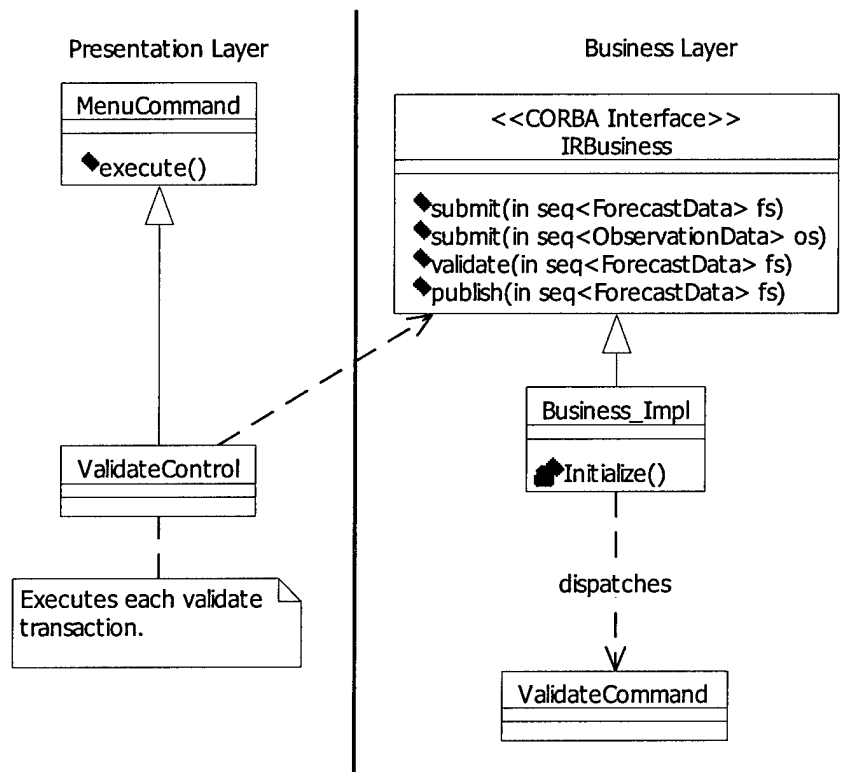 Presentation Layer
Business Layer
MenuCommand
execute()
<<CORBA Interface>>
IRBusiness
submit(in seq<ForecastData> fs)
submit(in seq<ObservationData> os)
validate(in seq<ForecastData> fs)
publish(in seq<ForecastData> fs)
Business_Impl
Initialize()
ValidateControl
Executes each validate
transaction.
dispatches
ValidateCommand